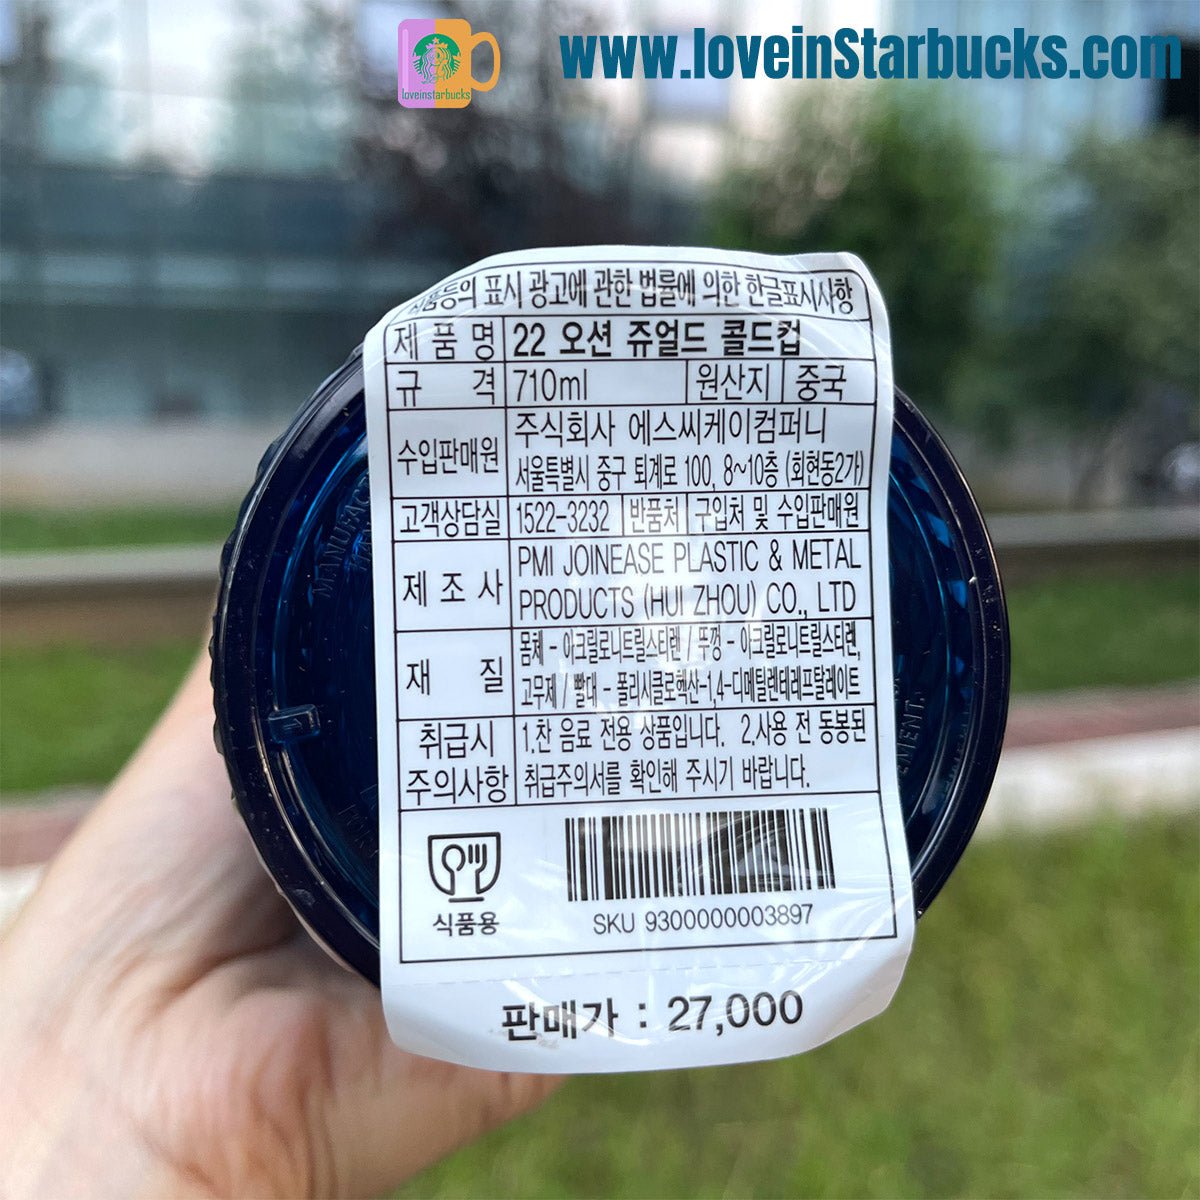 loveinstarbucks
www.loveinStarbucks.com
식품등의 표시 광고에 관한 법률에 의한 한글표시사항
제 품 명 22 오션 쥬얼드 콜드컵
규 격 710ml 원산지 중국
수입판매원 주식회사 에스씨케이컴퍼니
서울특별시 중구 퇴계로 100, 8~10층 (회현동2가)
고객상담실 1522-3232 반품처 구입처 및 수입판매원
제 조 사 PMI JOINEASE PLASTIC & METAL
PRODUCTS (HUI ZHOU) CO., LTD
재 질 몸체 - 아크릴로니트릴스티렌 / 뚜껑 - 아크릴로니트릴스티렌,
고무제 / 빨대 - 폴리시클로헥산-1,4-디메틸렌테레프탈레이트
취급시 주의사항 1.찬 음료 전용 상품입니다. 2.사용 전 동봉된
취급주의서를 확인해 주시기 바랍니다.
식품용
SKU 9300000003897
판매가 : 27,000